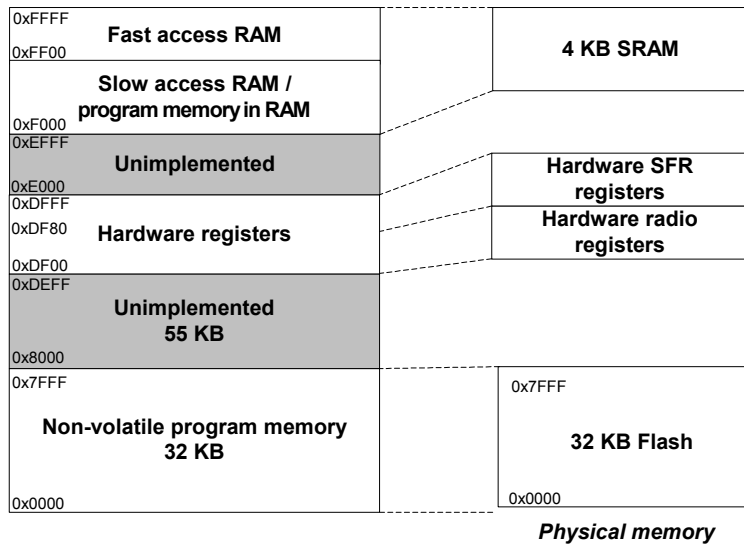 0xFFFF
Fast access RAM
0xFF00
Slow access RAM /
program memory in RAM
0xF000
0xEFFF
Unimplemented
0xE000
0xDFFF
0xDF80
Hardware registers
0xDF00
0xDEFF
Unimplemented
55 KB
0x8000
0x7FFF
Non-volatile program memory
32 KB
0x0000
4 KB SRAM
Hardware SFR
registers
Hardware radio
registers
0x7FFF
32 KB Flash
0x0000
Physical memory